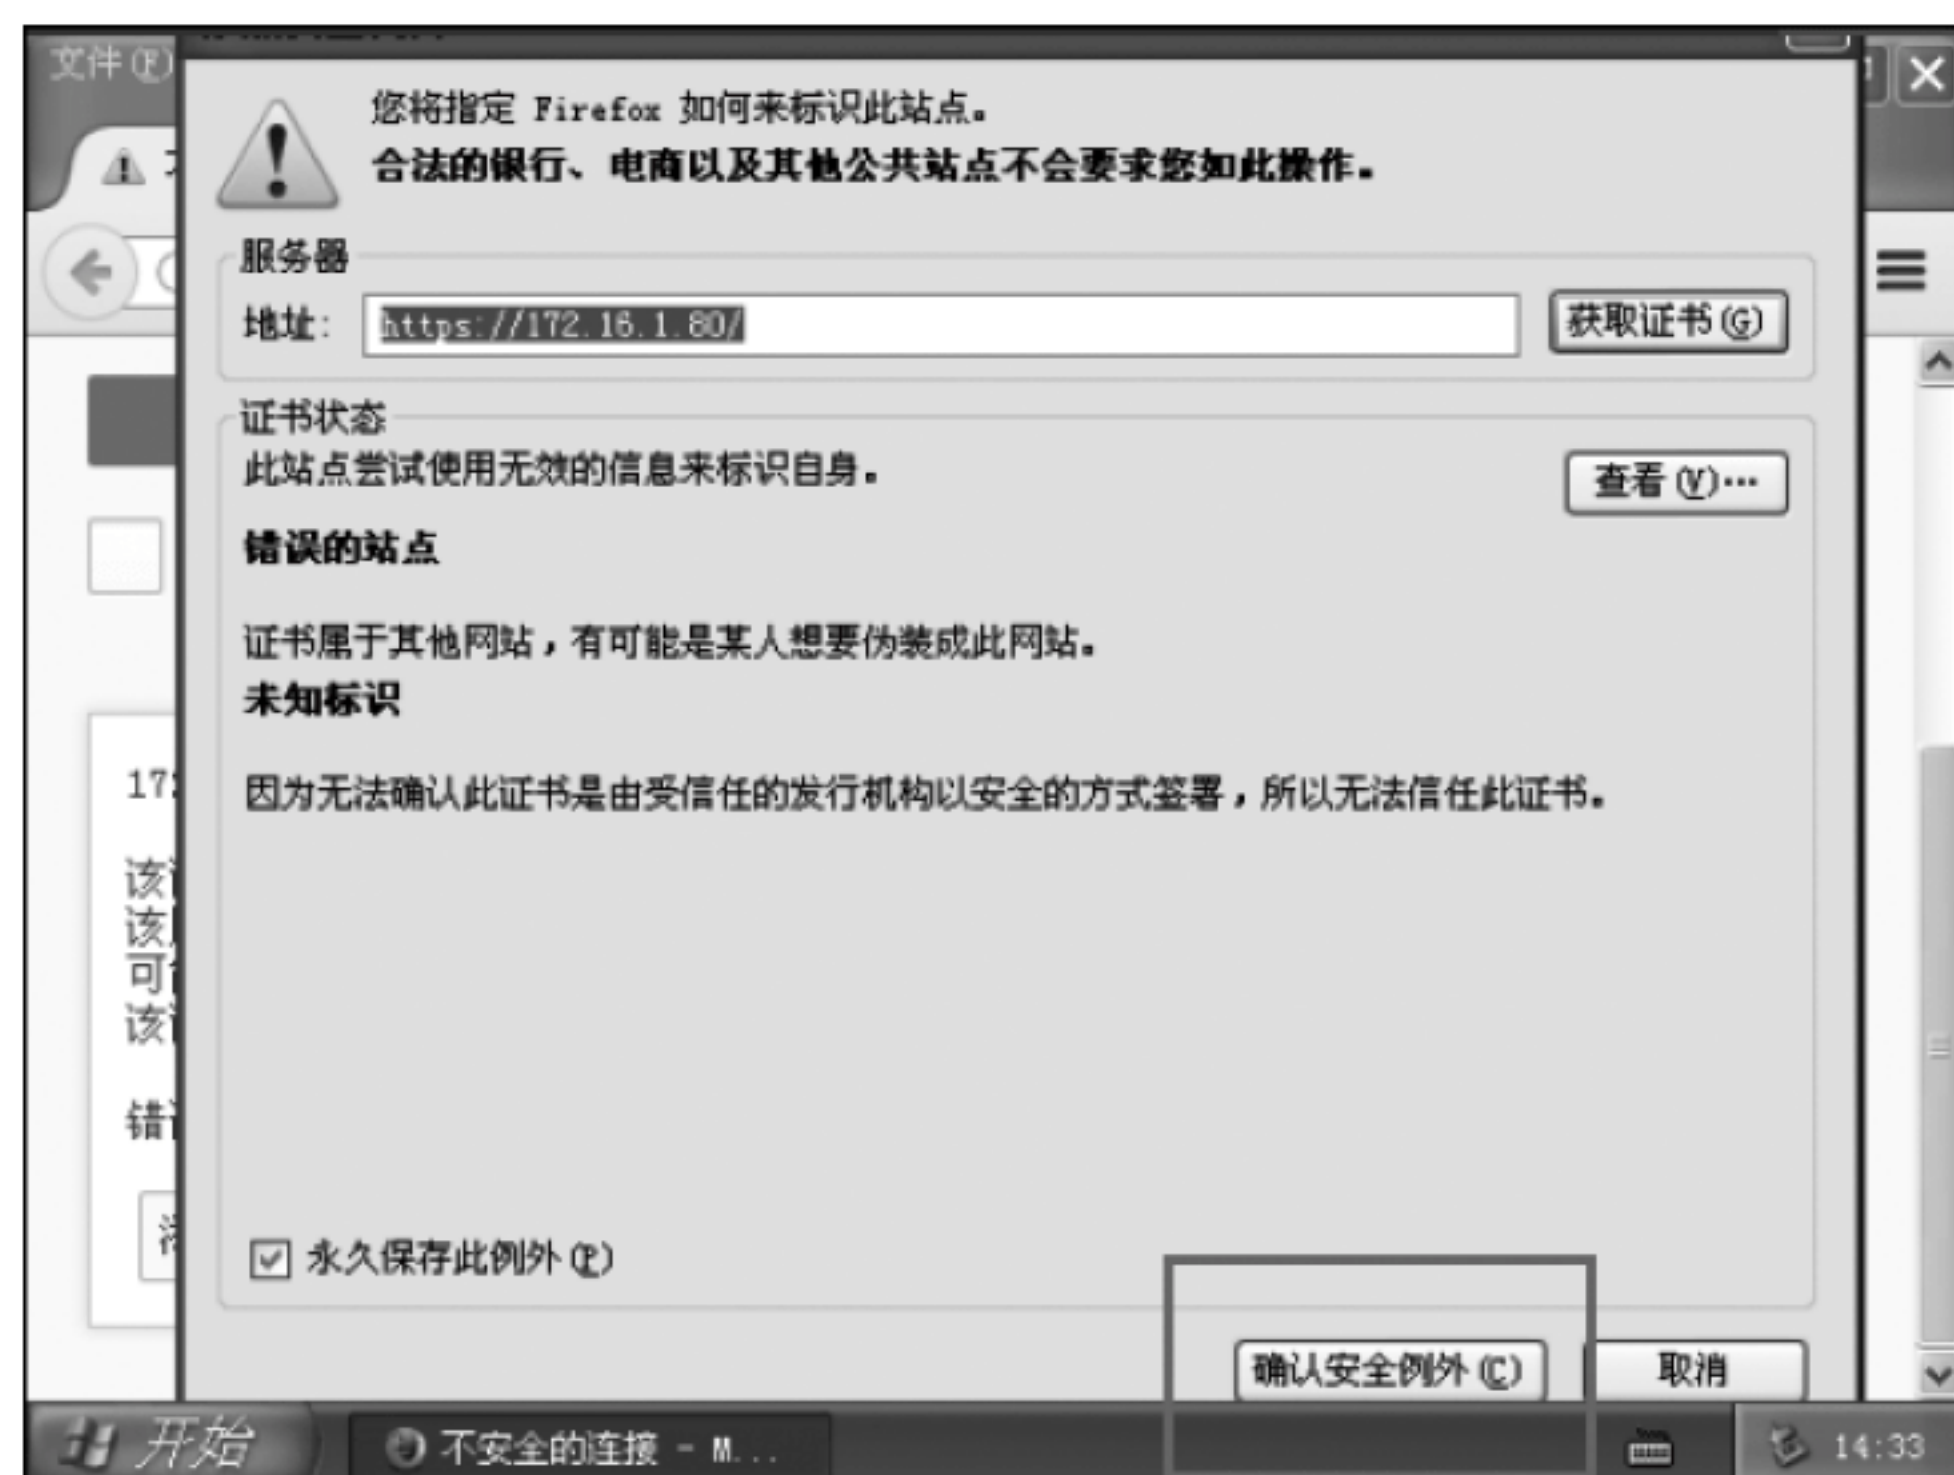 文件(F)
您将指定 Firefox 如何来标识此站点。
合法的银行、电商以及其他公共站点不会要求您如此操作。
服务器
地址: https://172.16.1.80/ 获取证书(G)
证书状态
此站点尝试使用无效的信息来标识自身。 查看(V)…
错误的站点
证书属于其他网站，有可能是某人想要伪装成此网站。
未知标识
17
因为无法确认此证书是由受信任的发行机构以安全的方式签署，所以无法信任此证书。
该
该
可
该
错
永久保存此例外(P)
确认安全例外(C) 取消
开始 不安全的连接 - M... 14:33